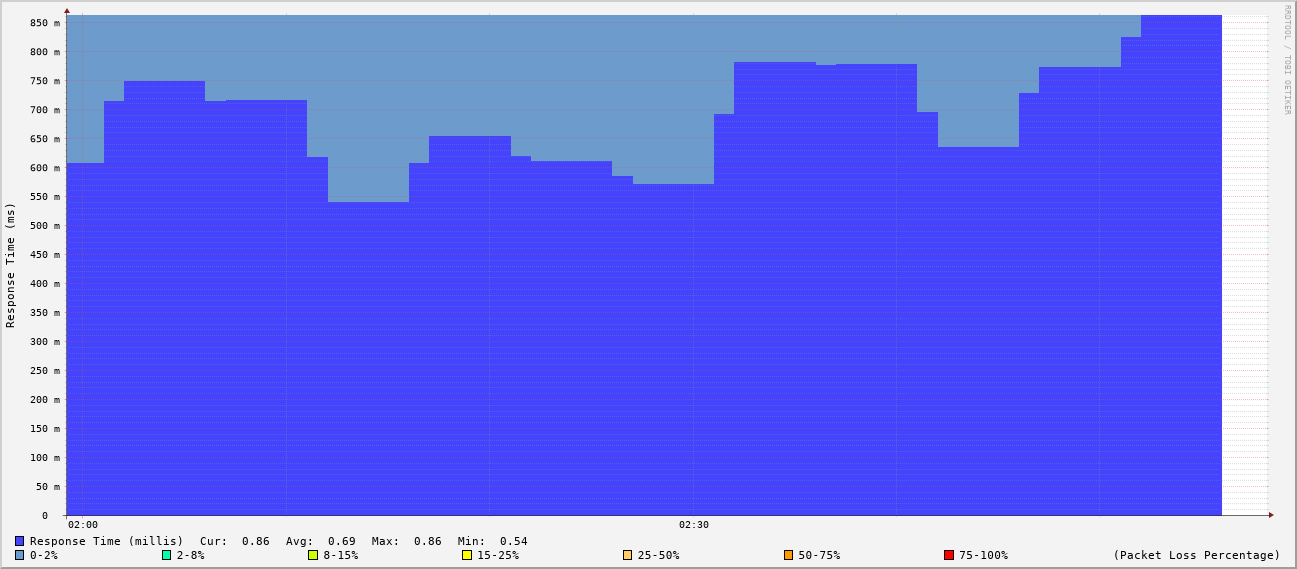 RRDTOOL / TOBI OETIKER
Response Time (ms)
850 m
800 m
750 m
700 m
650 m
600 m
550 m
500 m
450 m
400 m
350 m
300 m
250 m
200 m
150 m
100 m
50 m
0
02:00 02:30
Response Time (millis) Cur: 0.86 Avg: 0.69 Max: 0.86 Min: 0.54
0-2% 2-8% 8-15% 15-25% 25-50% 50-75% 75-100% (Packet Loss Percentage)